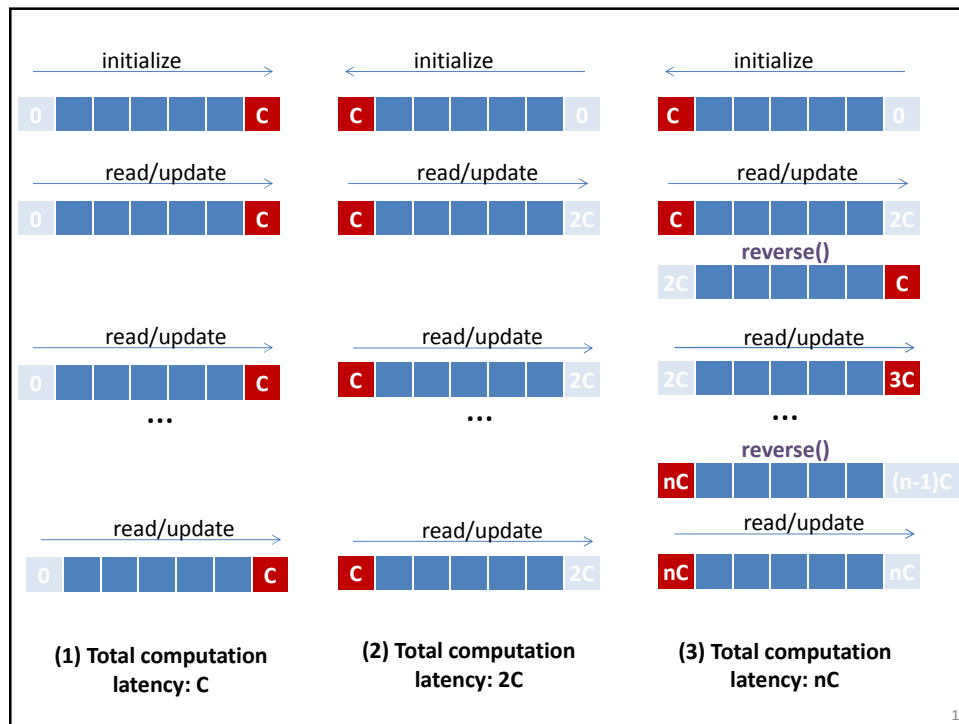 initialize
initialize
initialize
0 C
C 0
C 0
read/update
read/update
read/update
0 C
C 2C
C 2C
reverse()
2C C
read/update
read/update
read/update
0 C
C 2C
2C 3C
...
...
...
reverse()
nC (n-1)C
read/update
read/update
read/update
0 C
C 2C
nC nC
(1) Total computation
latency: C
(2) Total computation
latency: 2C
(3) Total computation
latency: nC
1